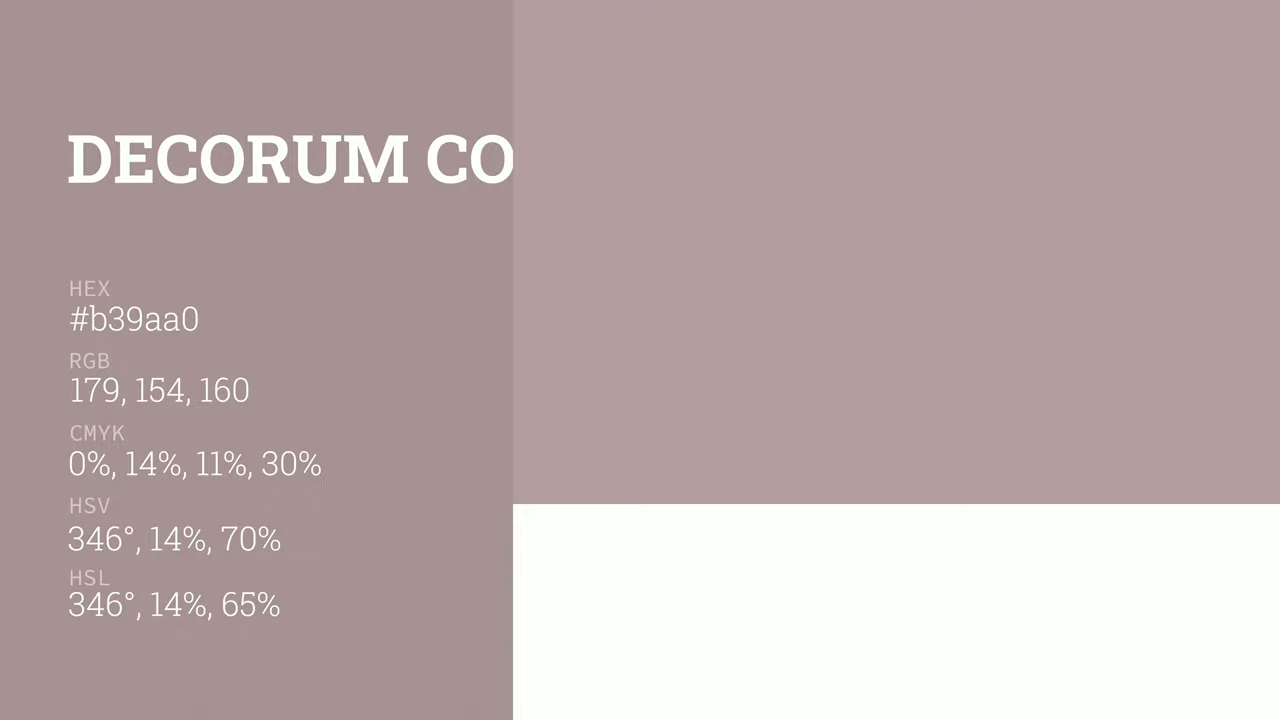 DECORUM CO
HEX
#b39aa0
RGB
179, 154, 160
CMYK
0%, 14%, 11%, 30%
HSV
346°, 14%, 70%
HSL
346°, 14%, 65%